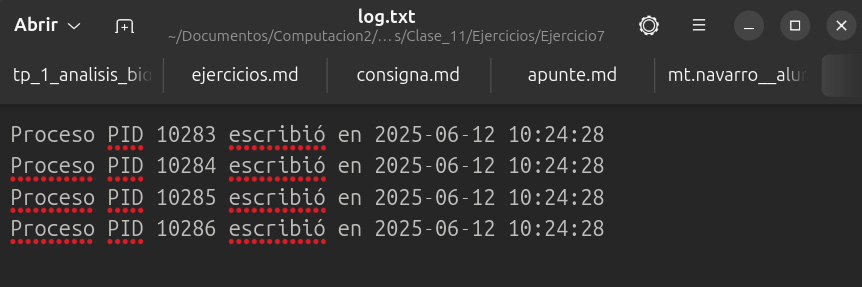 Abrir
log.txt
~/Documentos/Computacion2/…s/Clase_11/Ejercicios/Ejercicio7
tp_1_analisis_bio
ejercicios.md
consigna.md
apunte.md
mt.navarro__alu
Proceso PID 10283 escribió en 2025-06-12 10:24:28
Proceso PID 10284 escribió en 2025-06-12 10:24:28
Proceso PID 10285 escribió en 2025-06-12 10:24:28
Proceso PID 10286 escribió en 2025-06-12 10:24:28